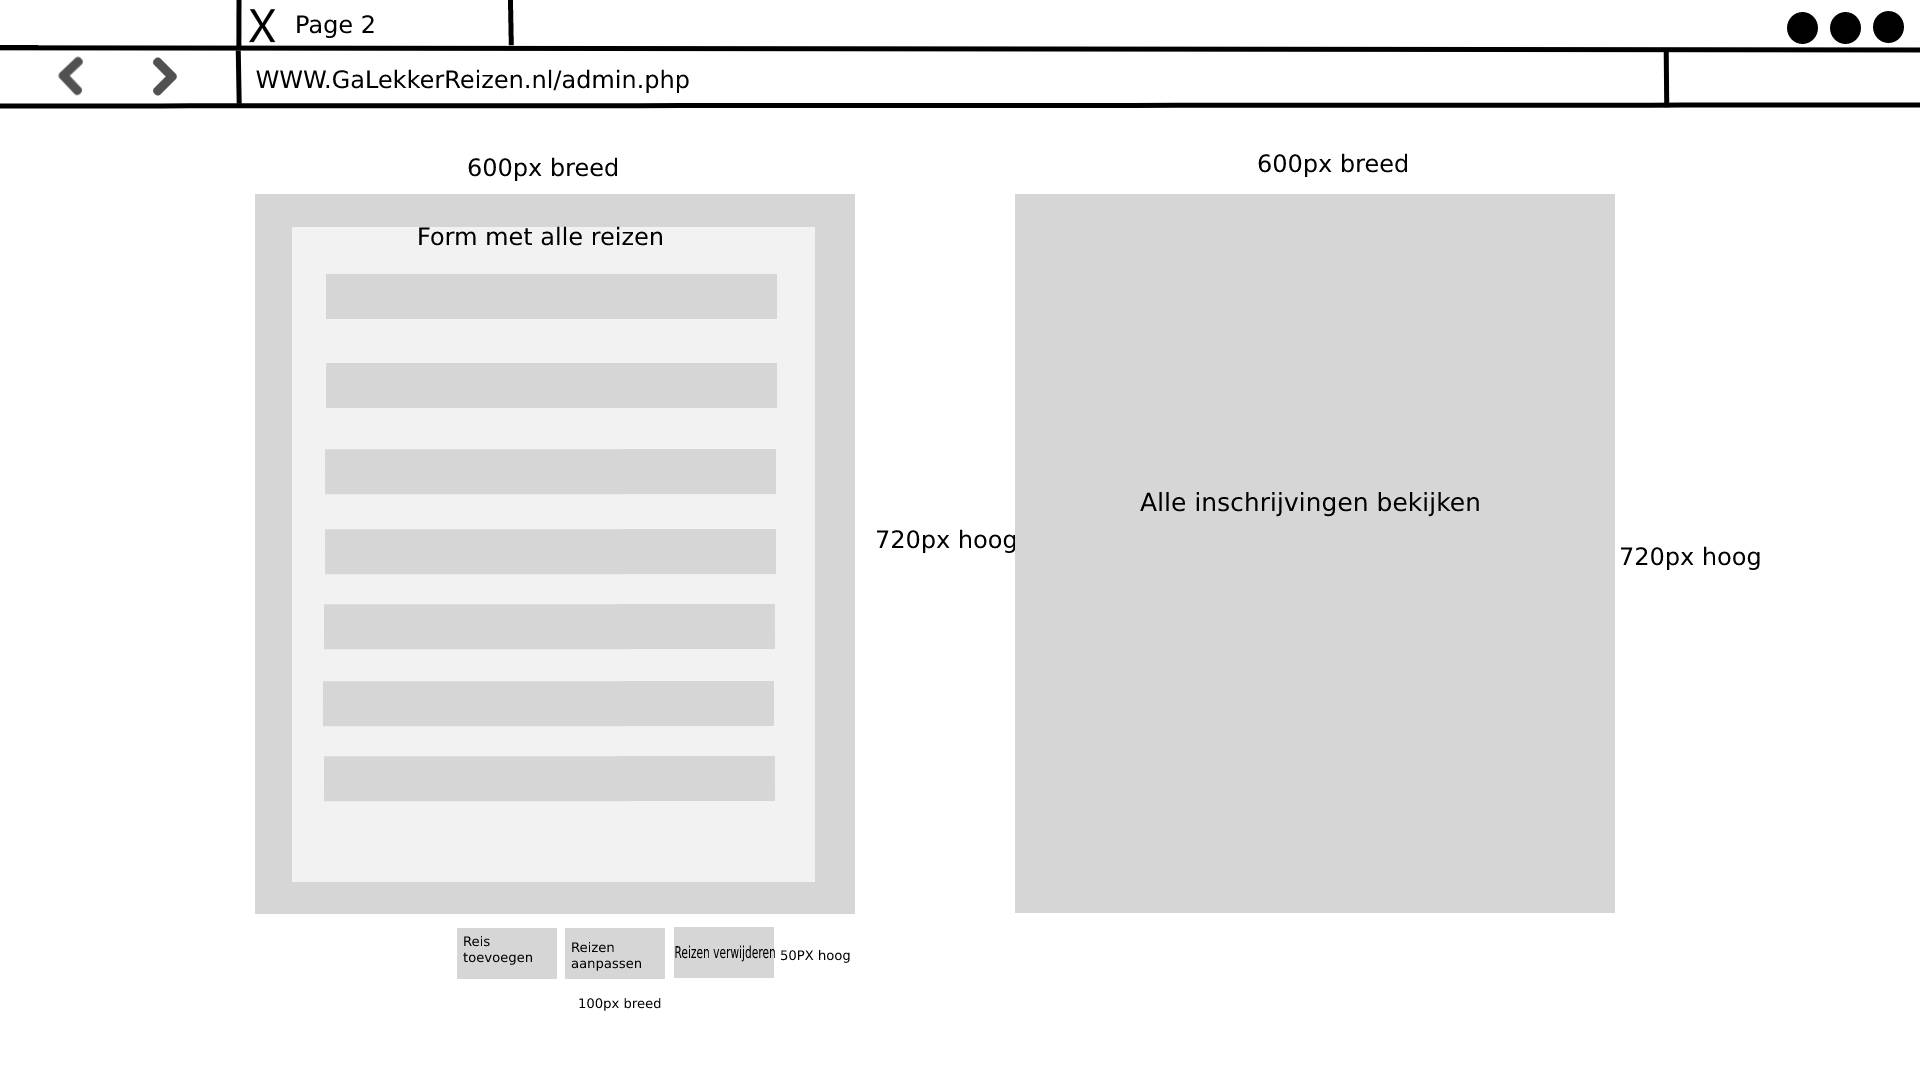 X Page 2
WWW.GaLekkerReizen.nl/admin.php
600px breed
600px breed
Form met alle reizen
Alle inschrijvingen bekijken
720px hoog
720px hoog
Reis
toevoegen
Reizen
aanpassen
Reizen verwijderen
50PX hoog
100px breed